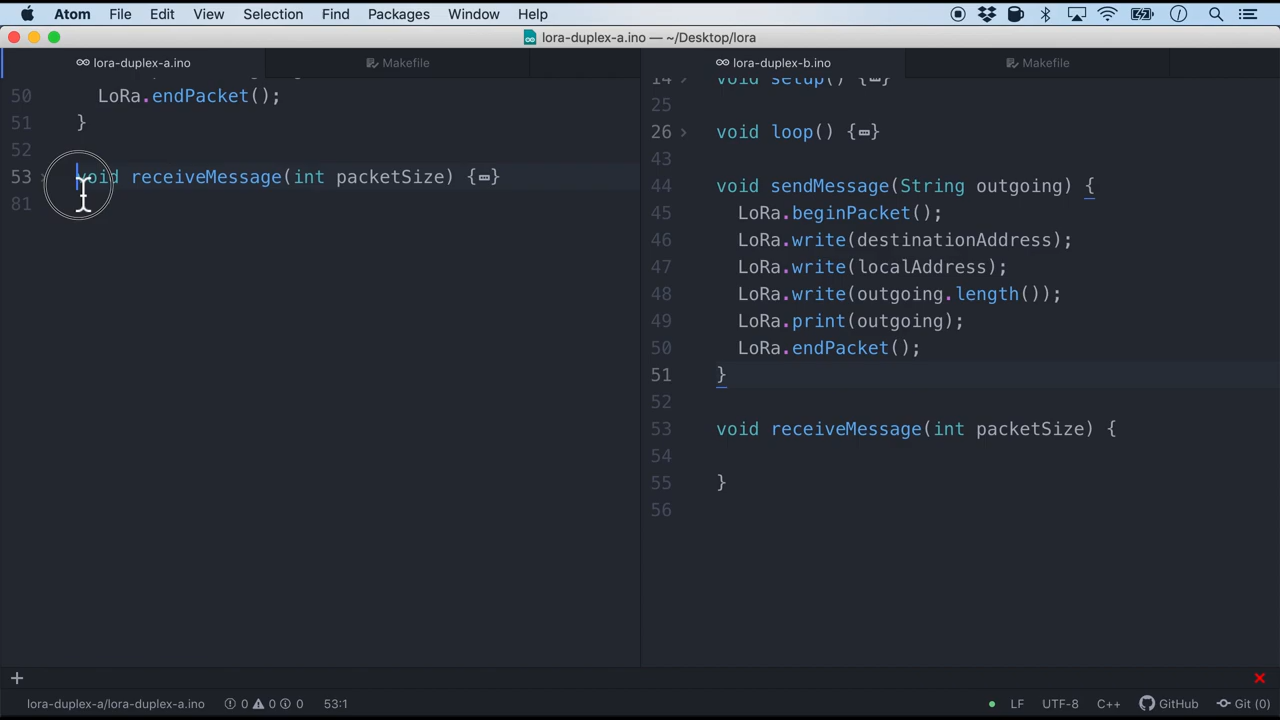 Atom File Edit View Selection Find Packages Window Help
lora-duplex-a.ino — ~/Desktop/lora
lora-duplex-a.ino Makefile
50 LoRa.endPacket();
51 }
52
53 void receiveMessage(int packetSize) {
81
lora-duplex-b.ino Makefile
14 void setup() {
25
26 void loop() {
43
44 void sendMessage(String outgoing) {
45 LoRa.beginPacket();
46 LoRa.write(destinationAddress);
47 LoRa.write(localAddress);
48 LoRa.write(outgoing.length());
49 LoRa.print(outgoing);
50 LoRa.endPacket();
51 }
52
53 void receiveMessage(int packetSize) {
54
55 }
56
lora-duplex-a/lora-duplex-a.ino 0 0 0 53:1 LF UTF-8 C++ GitHub Git (0)